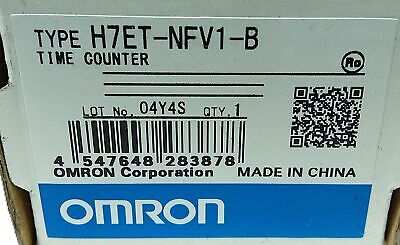 TYPE H7ET-NFV1-B
TIME COUNTER
Ro
LOT No. 04Y4S QTY.1
4 547648 283878
OMRON Corporation MADE IN CHINA
OMRON